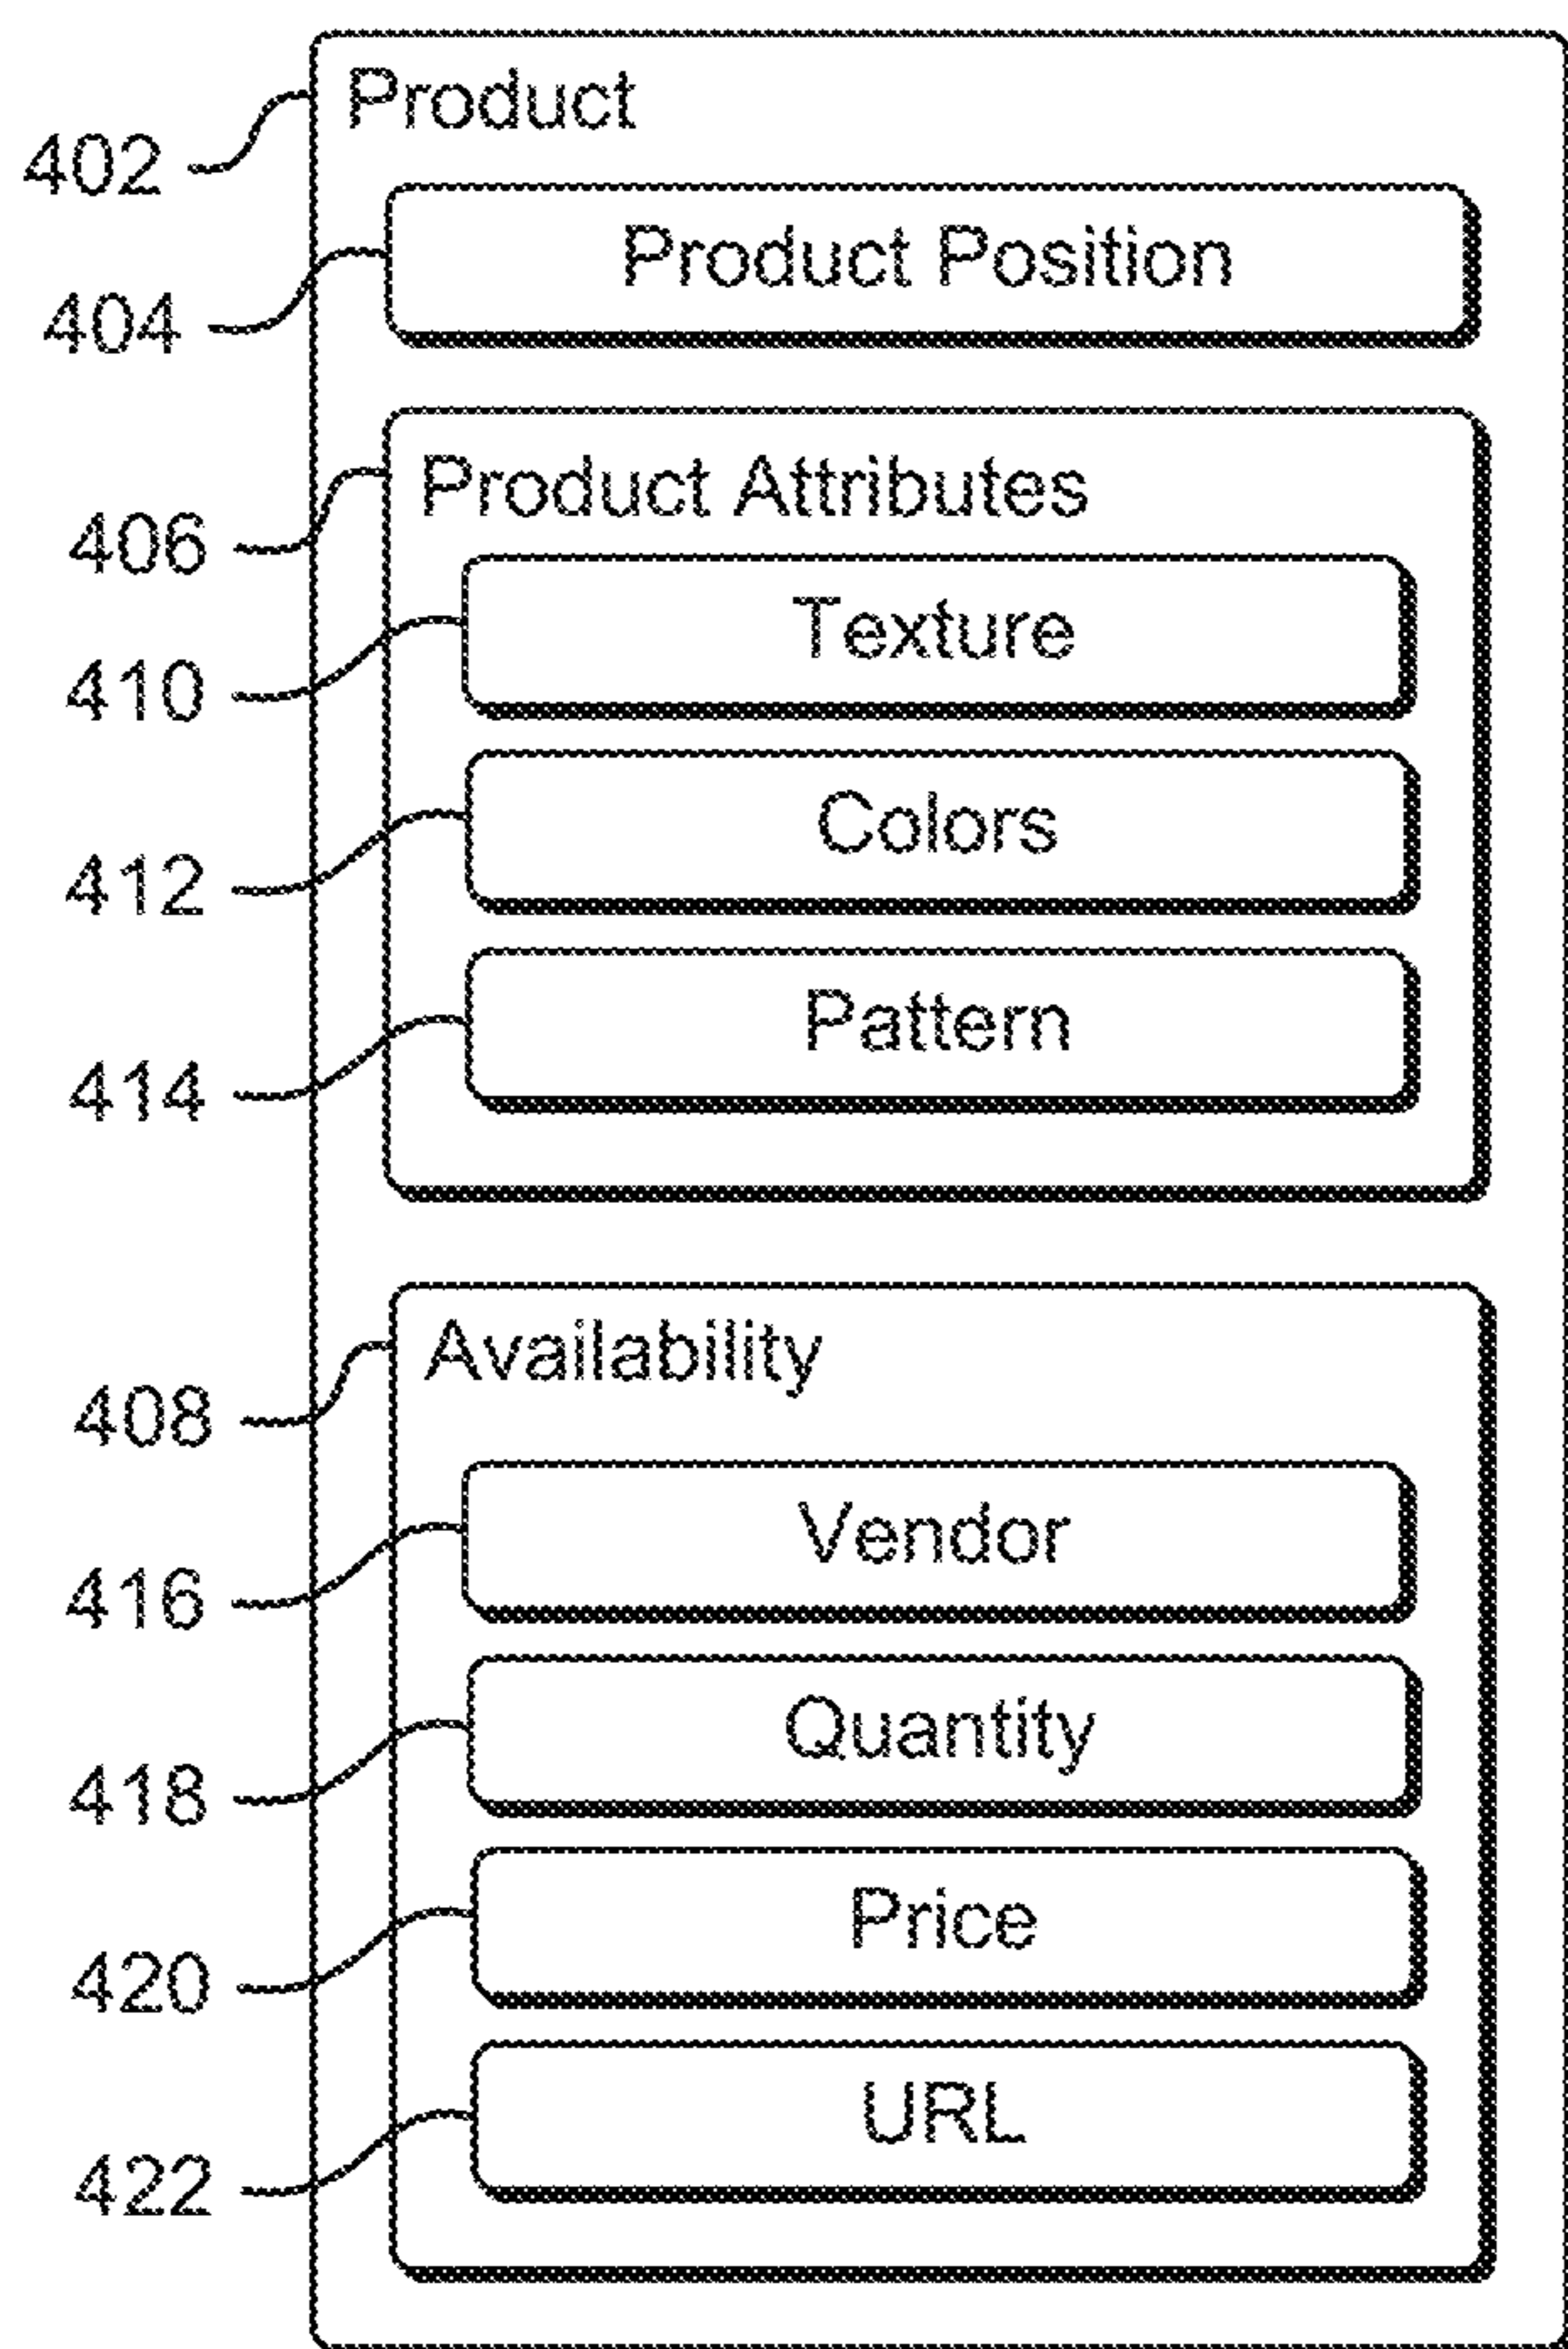 Product
402
Product Position
404
Product Attributes
406
Texture
410
Colors
412
Pattern
414
Availability
408
Vendor
416
Quantity
418
Price
420
URL
422